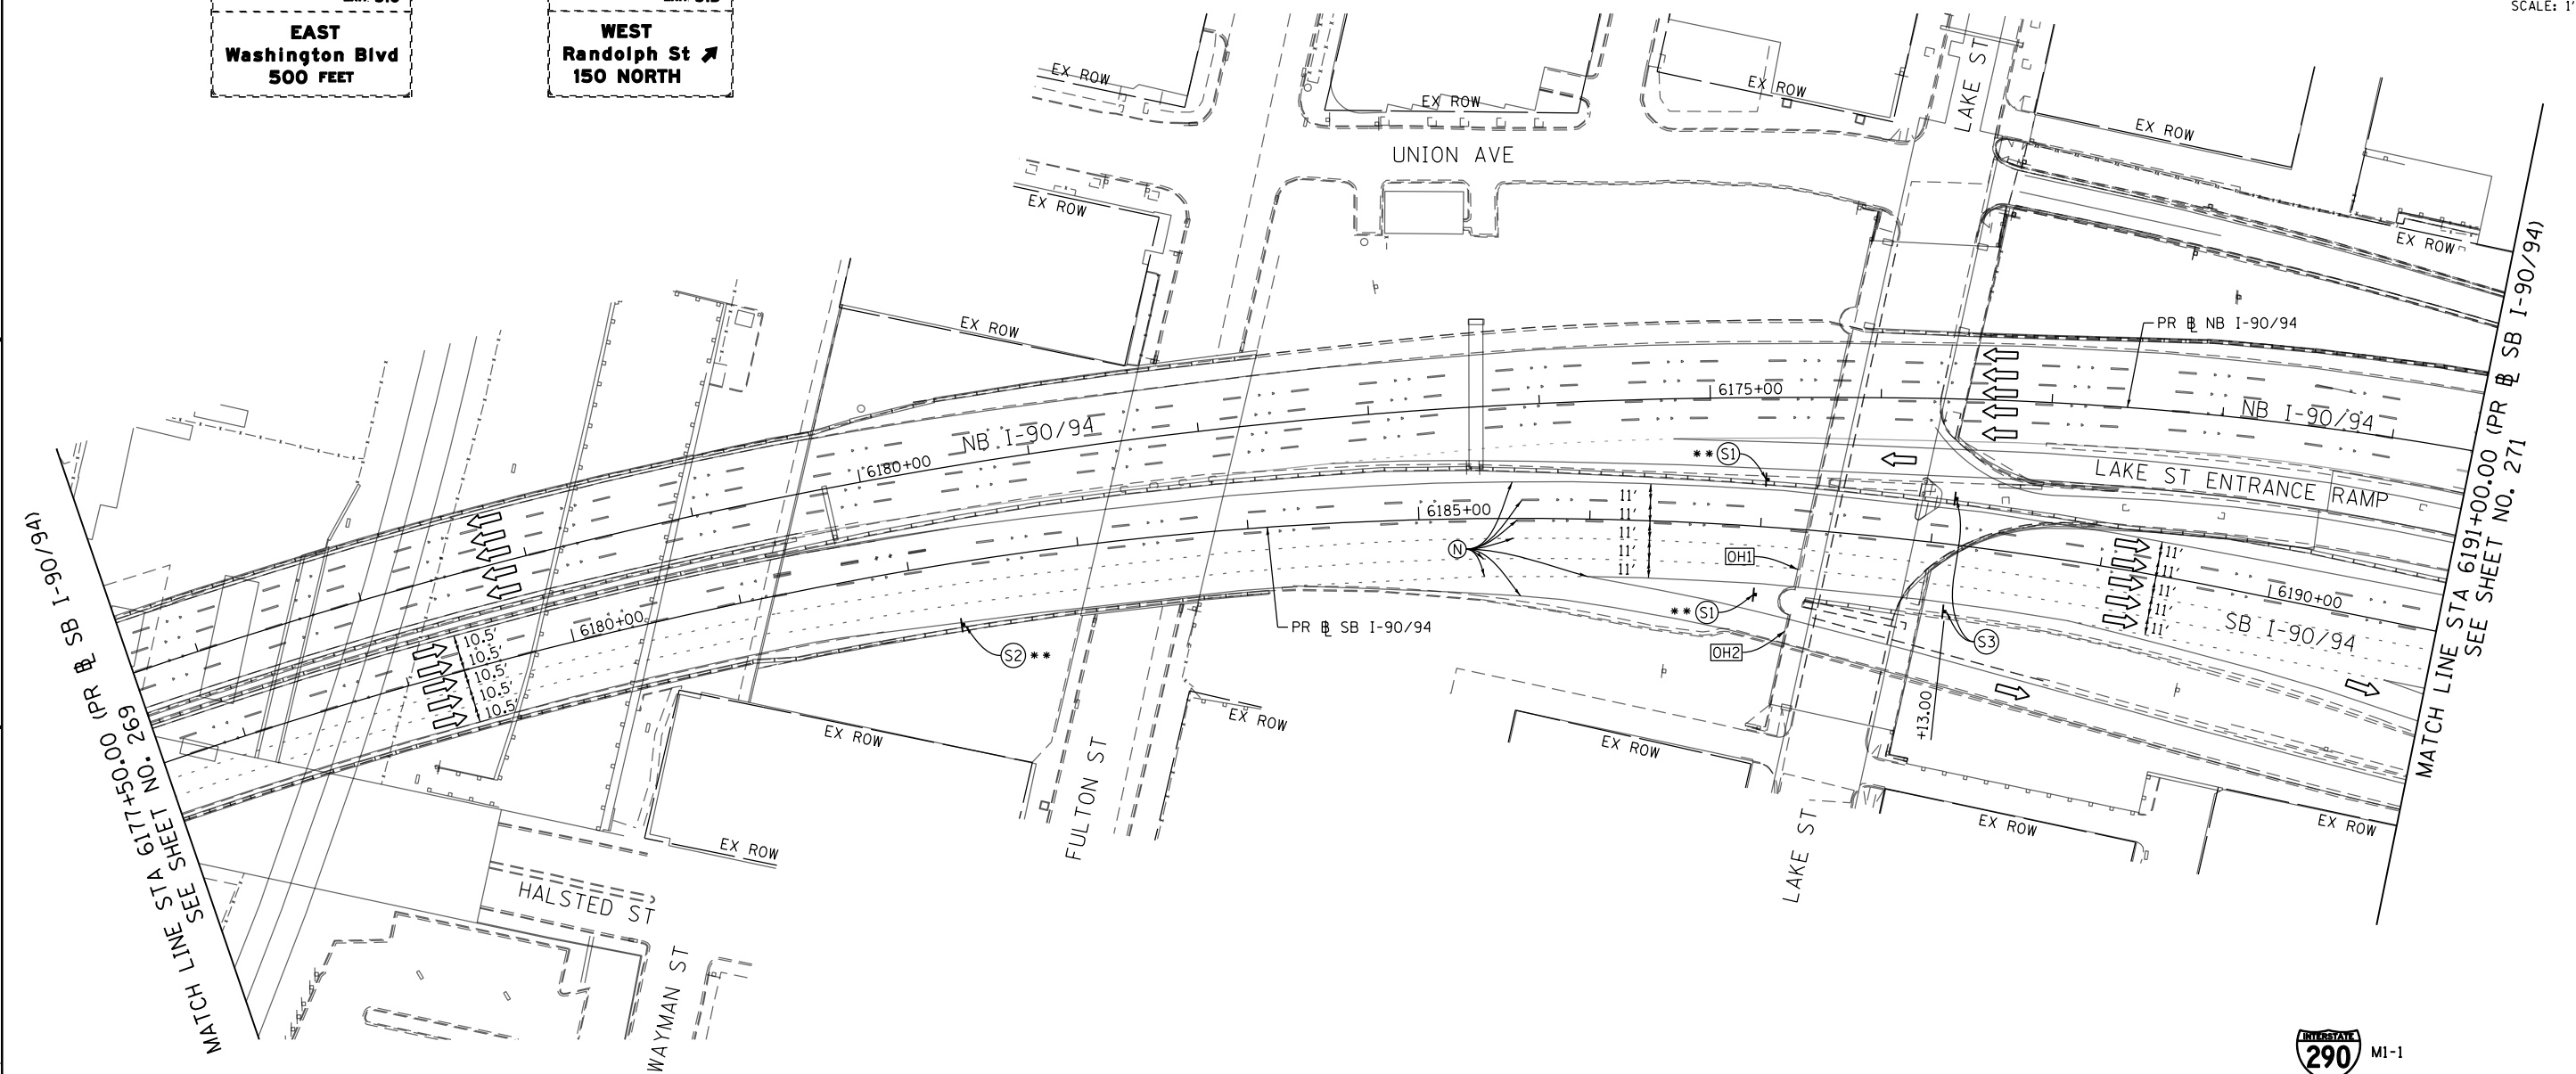 SCALE: 1'
EAST
Washington Blvd
500 FEET
WEST
Randolph St
150 NORTH
EX ROW
EX ROW
EX ROW
LAKE ST
EX ROW
UNION AVE
EX ROW
EX ROW
EX ROW
PR ⅊ NB I-90/94
6175+00
NB I-90/94
NB I-90/94
6180+00
**S1
LAKE ST ENTRANCE RAMP
11'
11'
11'
11'
11'
6185+00
N
OH1
11'
11'
11'
11'
11'
6190+00
SB I-90/94
10.5'
10.5'
10.5'
10.5'
10.5'
6180+00
PR ⅊ SB I-90/94
**S1
S2**
OH2
S3
+13.00
EX ROW
EX ROW
EX ROW
EX ROW
EX ROW
EX ROW
FULTON ST
LAKE ST
HALSTED ST
WAYMAN ST
MATCH LINE STA 6177+50.00 (PR ⅊ SB I-90/94)
SEE SHEET NO. 269
MATCH LINE STA 6191+00.00 (PR ⅊ SB I-90/94)
SEE SHEET NO. 271
INTERSTATE
290
M1-1